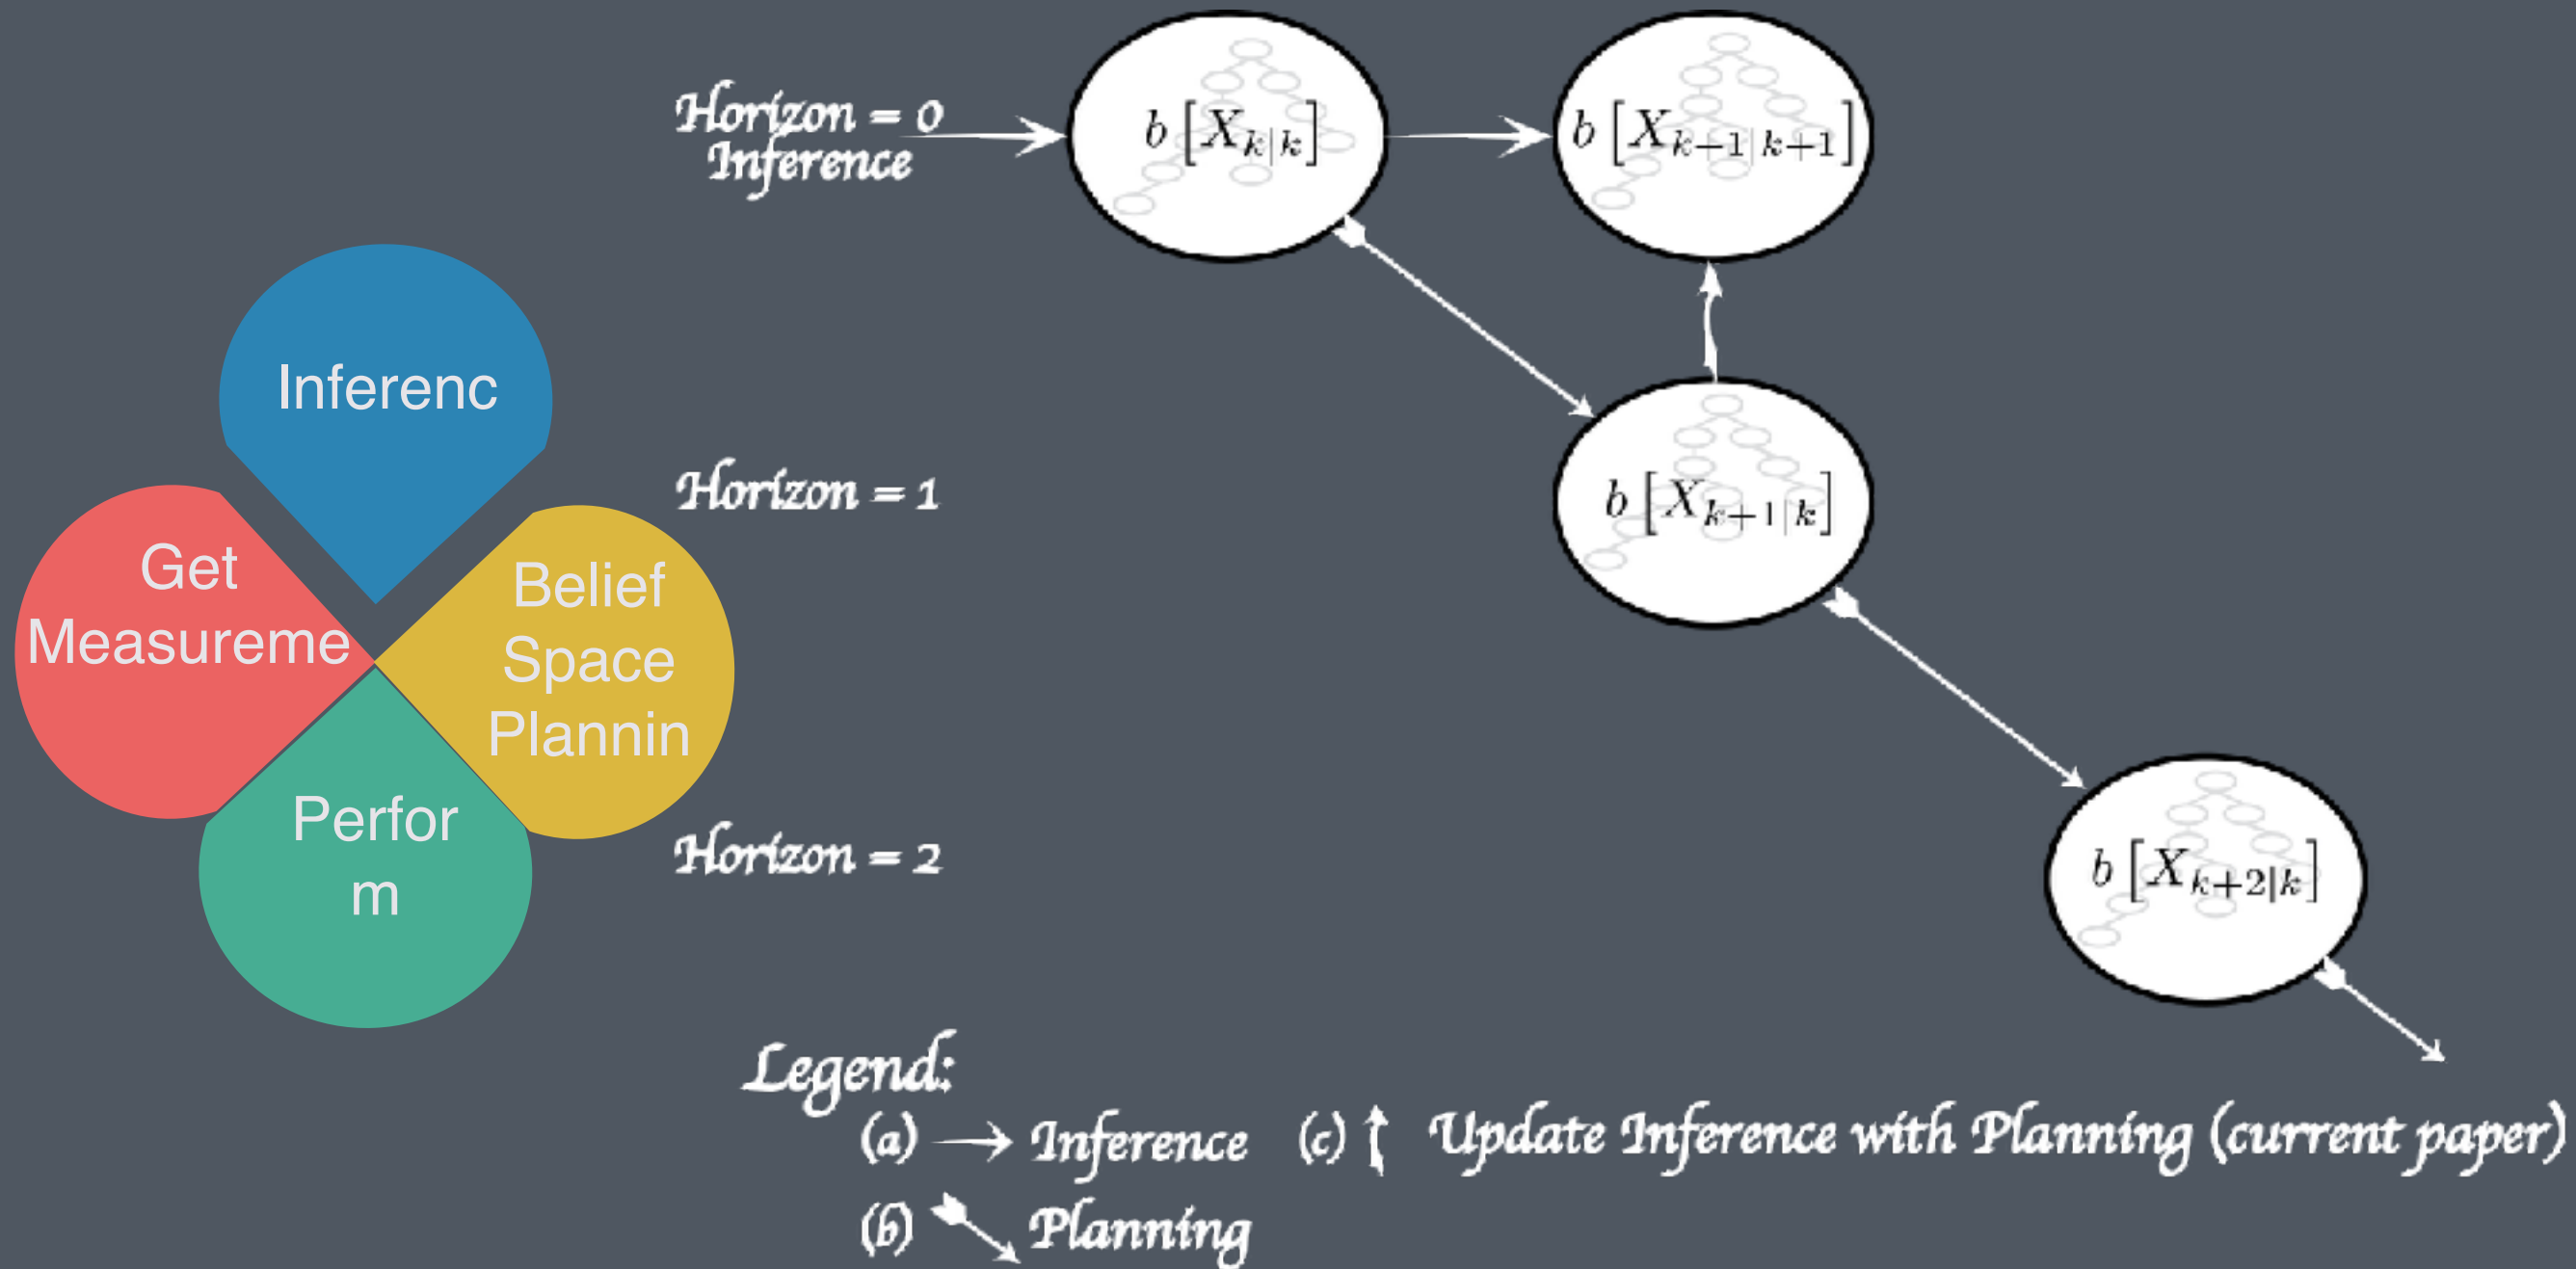 Inferenc
Get
Measureme
Belief
Space
Plannin
Perfor
m
Horizon = 0
Inference
b [X_{k|k}]
b [X_{k+1|k+1}]
Horizon = 1
b [X_{k+1|k}]
Horizon = 2
b [X_{k+2|k}]
Legend:
(a) → Inference (c) ↑ Update Inference with Planning (current paper)
(b) ↘ Planning